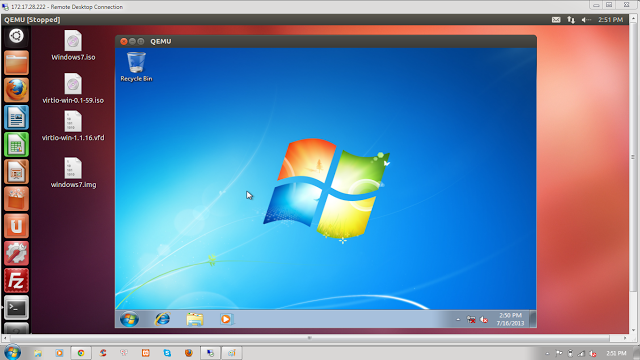 172.17.28.222 - Remote Desktop Connection
QEMU [Stopped]
2:51 PM
QEMU
Windows7.iso
Recycle Bin
virtio-win-0.1-59.iso
virtio-win-1.1.16.vfd
windows7.img
2:50 PM
7/16/2013
2:51 PM